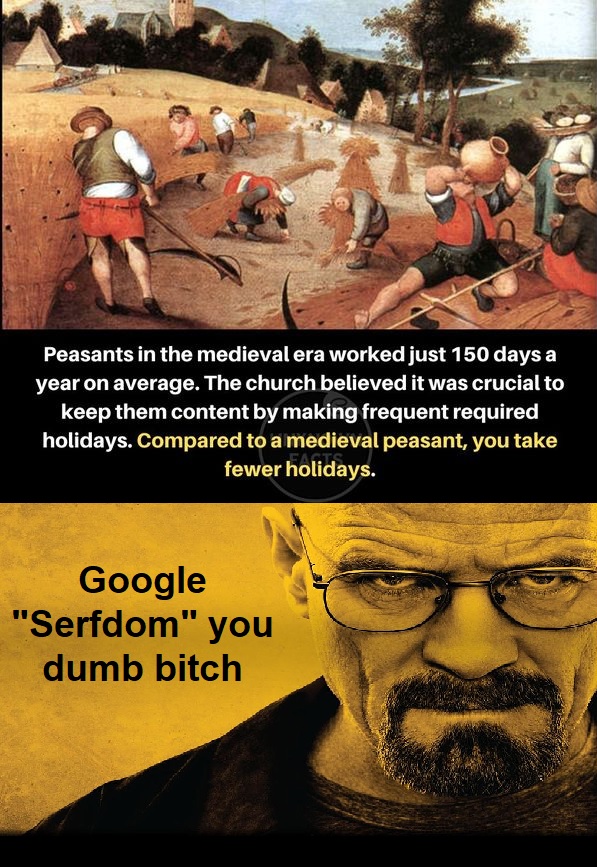 Peasants in the medieval era worked just 150 days a
year on average. The church believed it was crucial to
keep them content by making frequent required
holidays. Compared to a medieval peasant, you take
fewer holidays.
FACTS
Google
"Serfdom" you
dumb bitch